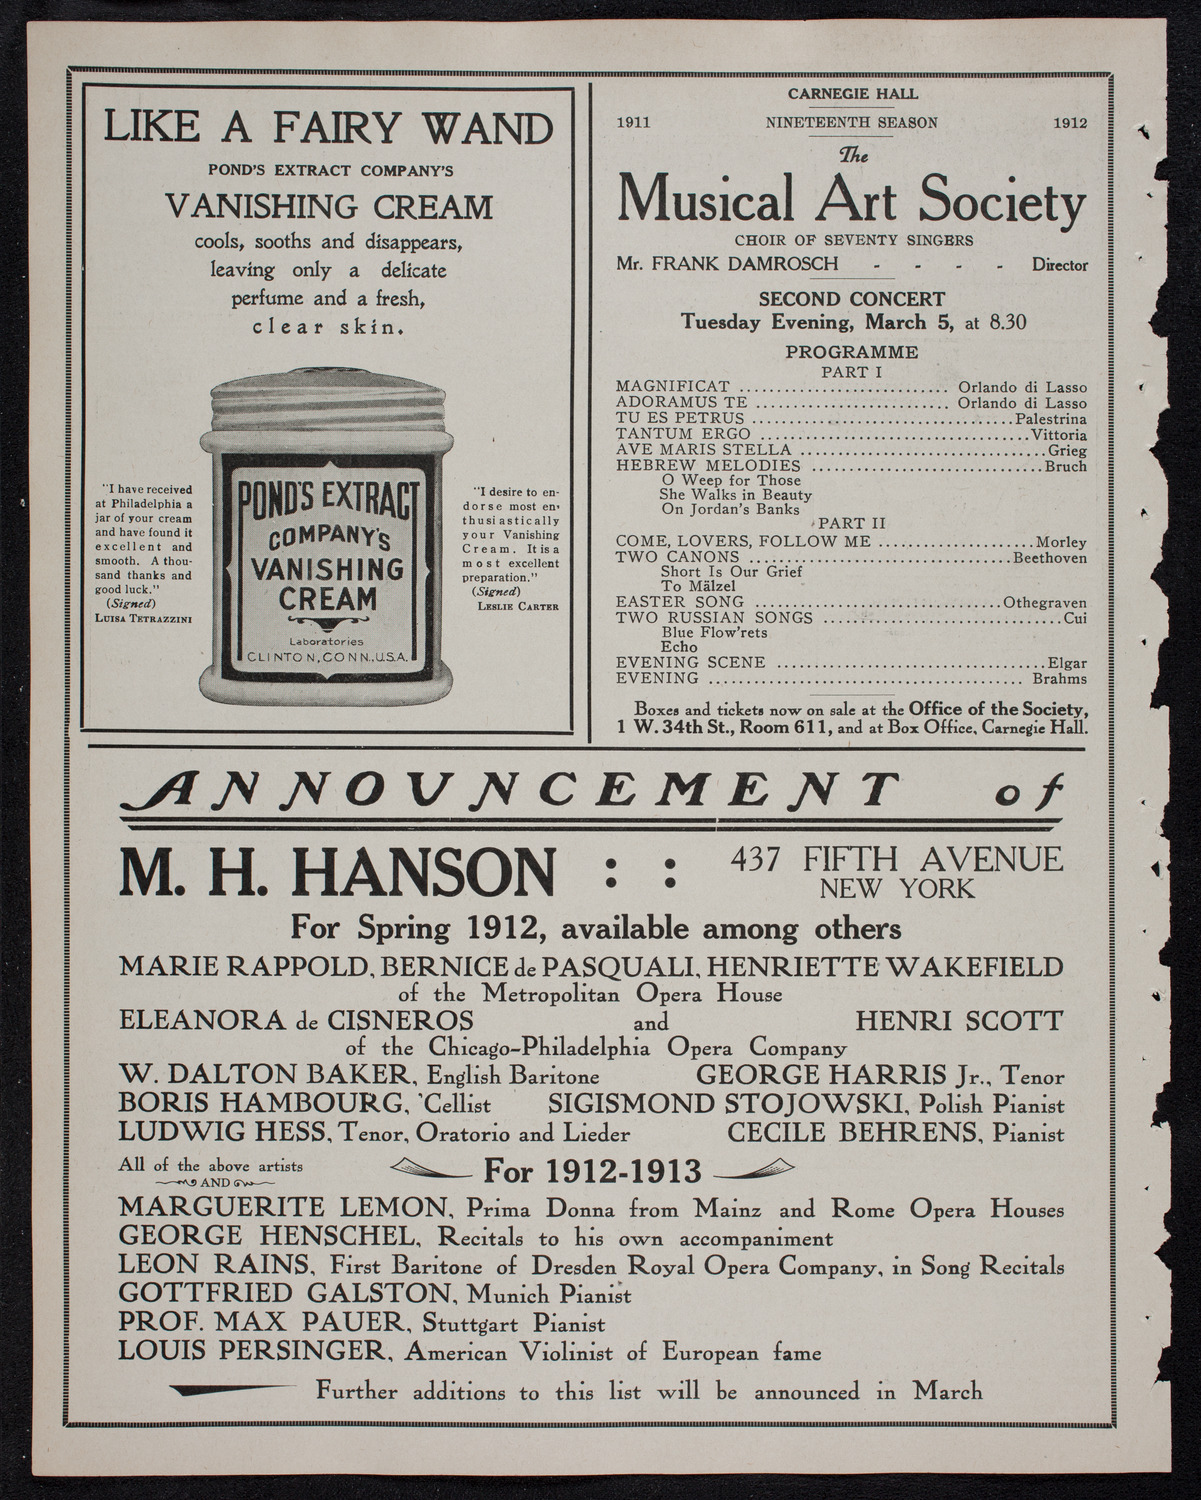 LIKE A FAIRY WAND
POND'S EXTRACT COMPANY'S
VANISHING CREAM
cools, sooths and disappears,
leaving only a delicate
perfume and a fresh,
clear skin.
"I have received
at Philadelphia a
jar of your cream
and have found it
excellent and
smooth. A thou-
sand thanks and
good luck."
(Signed)
LUISA TETRAZZINI
POND'S EXTRACT
COMPANY'S
VANISHING
CREAM
Laboratories
CLINTON, CONN., U.S.A.
"I desire to en-
dorse most en-
thusiastically
your Vanishing
Cream. It is a
most excellent
preparation."
(Signed)
LESLIE CARTER
CARNEGIE HALL
1911 NINETEENTH SEASON 1912
The
Musical Art Society
CHOIR OF SEVENTY SINGERS
Mr. FRANK DAMROSCH - - - - Director
SECOND CONCERT
Tuesday Evening, March 5, at 8.30
PROGRAMME
PART I
MAGNIFICAT ........................... Orlando di Lasso
ADORAMUS TE ......................... Orlando di Lasso
TU ES PETRUS ..................................Palestrina
TANTUM ERGO ...................................Vittoria
AVE MARIS STELLA ................................Grieg
HEBREW MELODIES ..............................Bruch
O Weep for Those
She Walks in Beauty
On Jordan's Banks
PART II
COME, LOVERS, FOLLOW ME ....................Morley
TWO CANONS ..................................Beethoven
Short Is Our Grief
To Mälzel
EASTER SONG ................................Othegraven
TWO RUSSIAN SONGS ...............................Cui
Blue Flow'rets
Echo
EVENING SCENE ...................................Elgar
EVENING ........................................ Brahms
Boxes and tickets now on sale at the Office of the Society,
1 W. 34th St., Room 611, and at Box Office, Carnegie Hall.
ANNOUNCEMENT of
M. H. HANSON : : 437 FIFTH AVENUE
NEW YORK
For Spring 1912, available among others
MARIE RAPPOLD, BERNICE de PASQUALI, HENRIETTE WAKEFIELD
of the Metropolitan Opera House
ELEANORA de CISNEROS and HENRI SCOTT
of the Chicago-Philadelphia Opera Company
W. DALTON BAKER, English Baritone GEORGE HARRIS Jr., Tenor
BORIS HAMBOURG, 'Cellist SIGISMOND STOJOWSKI, Polish Pianist
LUDWIG HESS, Tenor, Oratorio and Lieder CECILE BEHRENS, Pianist
All of the above artists For 1912-1913
AND
MARGUERITE LEMON, Prima Donna from Mainz and Rome Opera Houses
GEORGE HENSCHEL, Recitals to his own accompaniment
LEON RAINS, First Baritone of Dresden Royal Opera Company, in Song Recitals
GOTTFRIED GALSTON, Munich Pianist
PROF. MAX PAUER, Stuttgart Pianist
LOUIS PERSINGER, American Violinist of European fame
Further additions to this list will be announced in March